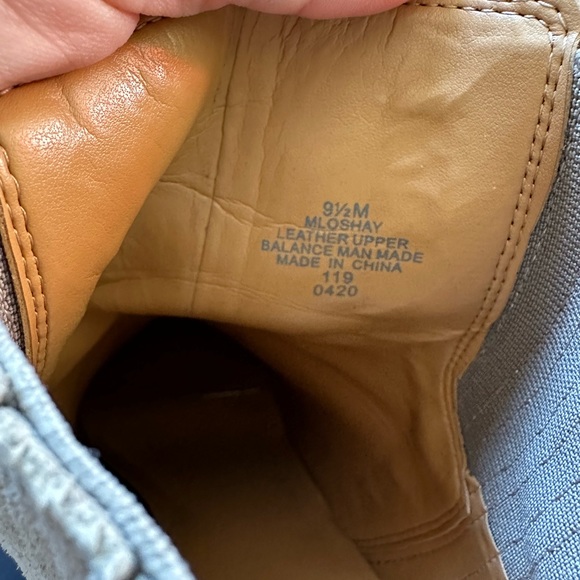 9½M
MLOSHAY
LEATHER UPPER
BALANCE MAN MADE
MADE IN CHINA
119
0420